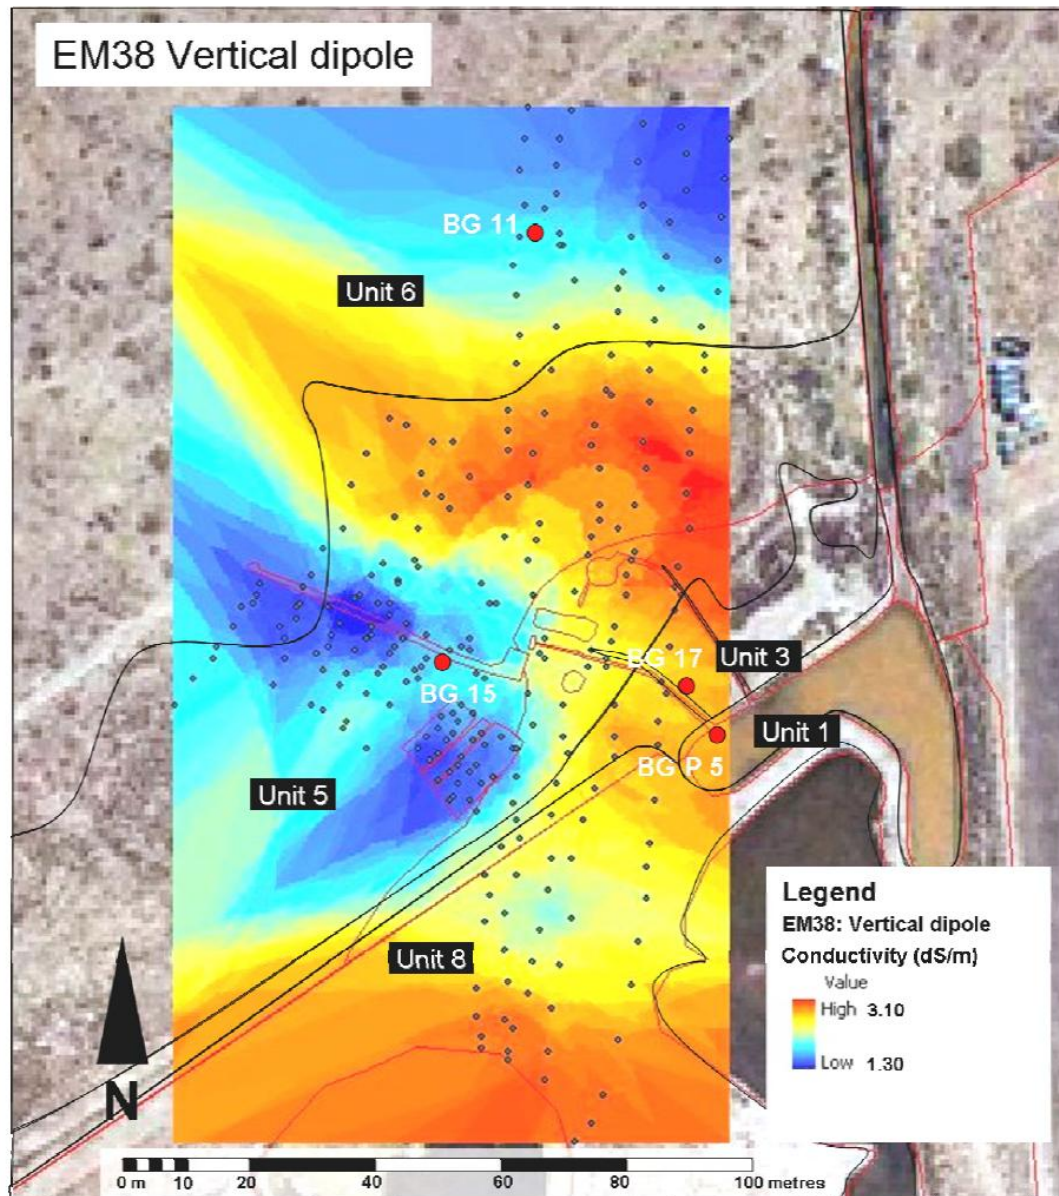 EM38 Vertical dipole
BG 11
Unit 6
BG 17
Unit 3
BG 15
Unit 1
BG P 5
Unit 5
Legend
EM38: Vertical dipole
Conductivity (dS/m)
Value
High 3.10
Low 1.30
Unit 8
N
0 m 10 20 40 60 80 100 metres